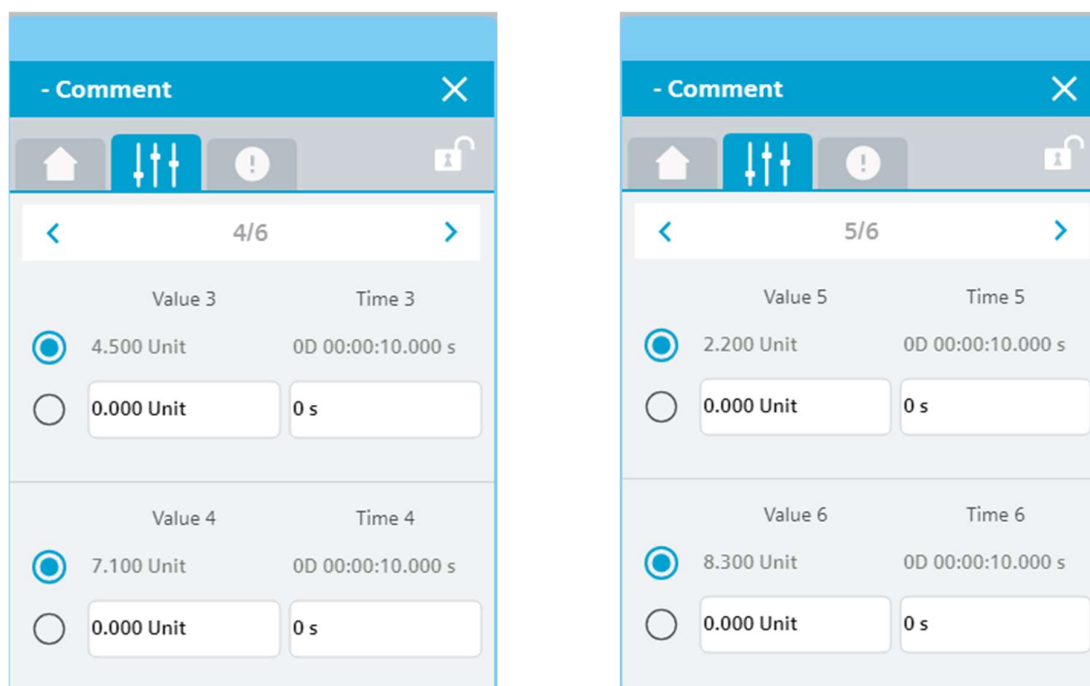 - Comment
4/6
Value 3 Time 3
4.500 Unit 0D 00:00:10.000 s
0.000 Unit 0 s
Value 4 Time 4
7.100 Unit 0D 00:00:10.000 s
0.000 Unit 0 s
- Comment
5/6
Value 5 Time 5
2.200 Unit 0D 00:00:10.000 s
0.000 Unit 0 s
Value 6 Time 6
8.300 Unit 0D 00:00:10.000 s
0.000 Unit 0 s